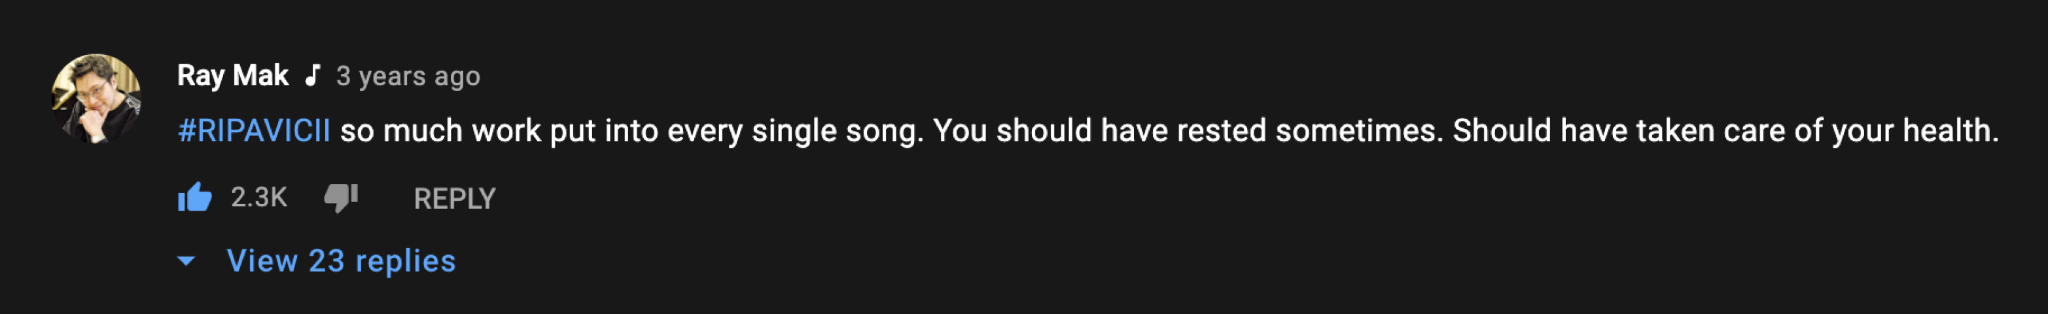 Ray Mak ♪ 3 years ago
#RIPAVICII so much work put into every single song. You should have rested sometimes. Should have taken care of your health.
2.3K REPLY
View 23 replies